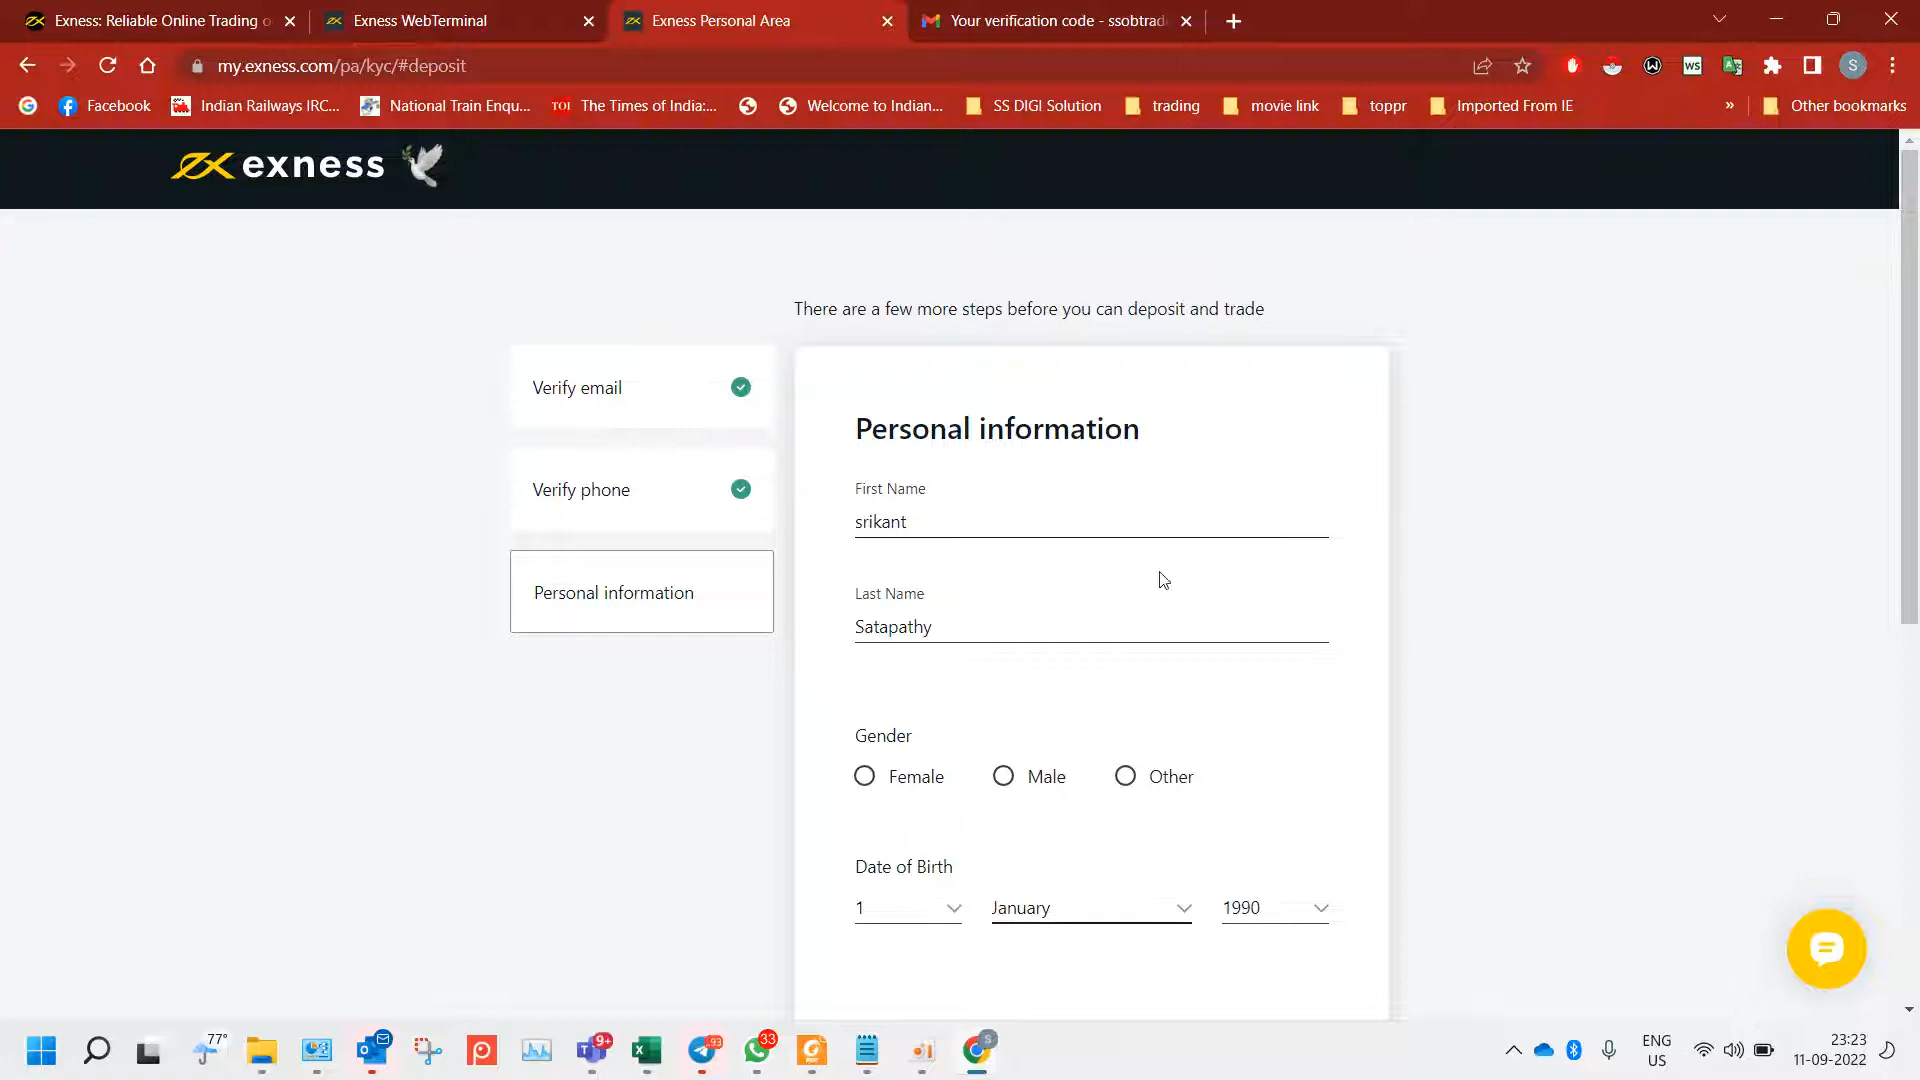 Exness: Reliable Online Trading o
Exness WebTerminal
Exness Personal Area
Your verification code - ssobtrad
my.exness.com/pa/kyc/#deposit
S
Facebook
Indian Railways IRC...
National Train Enqu...
TOI The Times of India:...
Welcome to Indian...
SS DIGI Solution
trading
movie link
toppr
Imported From IE
»
Other bookmarks
exness
There are a few more steps before you can deposit and trade
Verify email
Verify phone
Personal information
Personal information
First Name
srikant
Last Name
Satapathy
Gender
Female Male Other
Date of Birth
1 January 1990
77°
9+
93
33
S
ENG
US
23:23
11-09-2022